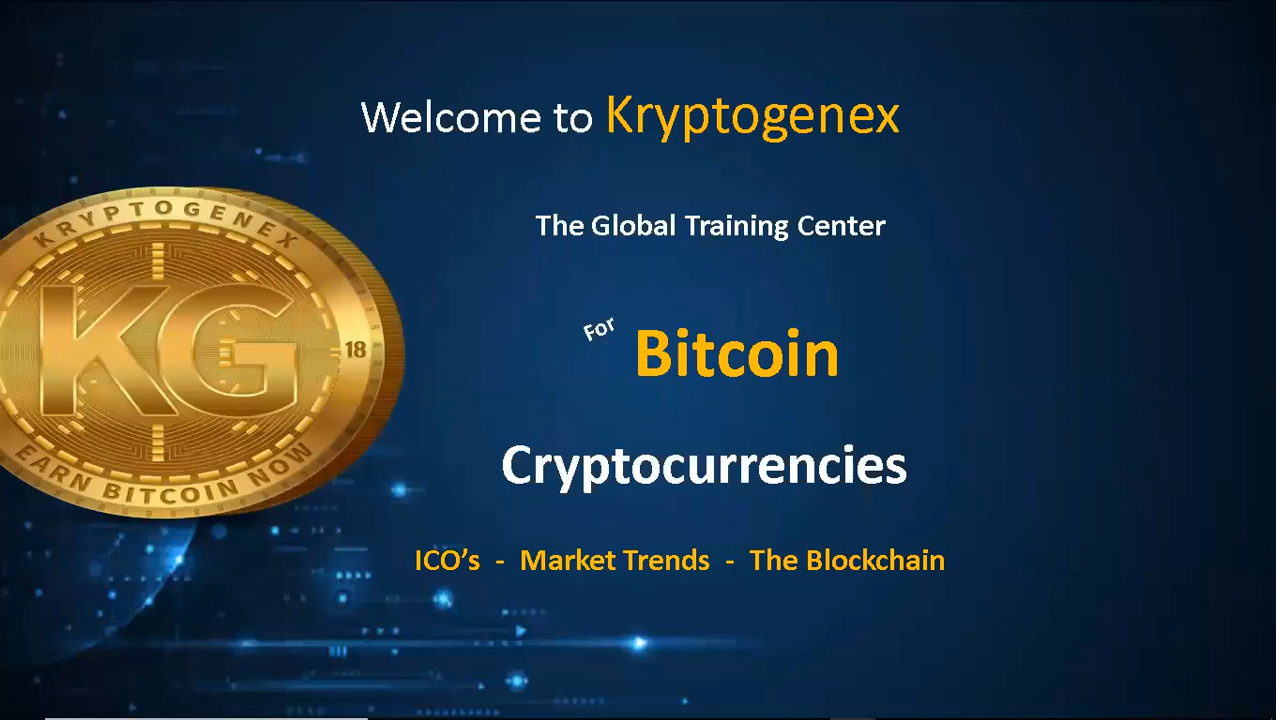 Welcome to Kryptogenex
The Global Training Center
For Bitcoin
Cryptocurrencies
ICO's - Market Trends - The Blockchain
KRYPTOGENEX
KG
18
EARN BITCOIN NOW